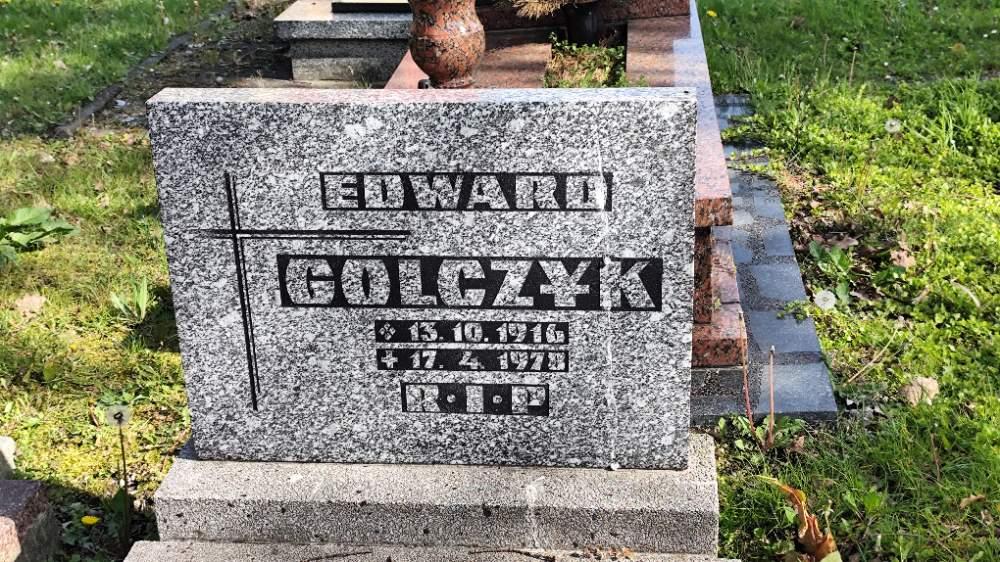 EDWARD
GOLCZYK
13.10.1916
17. 4. 1978
R·I·P